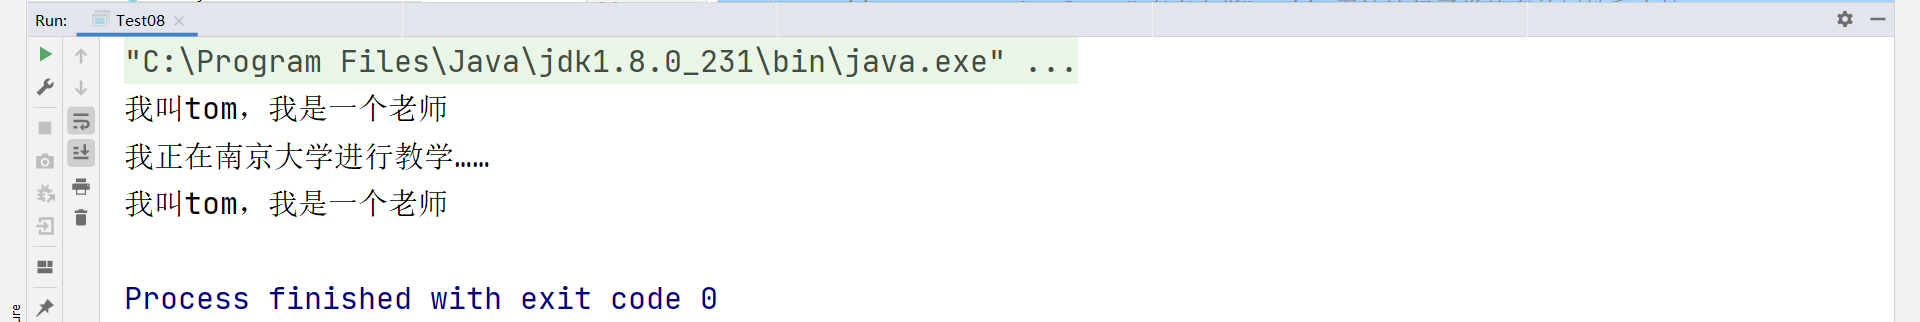 Run: Test08
"C:\Program Files\Java\jdk1.8.0_231\bin\java.exe" ...
我叫tom，我是一个老师
我正在南京大学进行教学……
我叫tom，我是一个老师
Process finished with exit code 0
ure